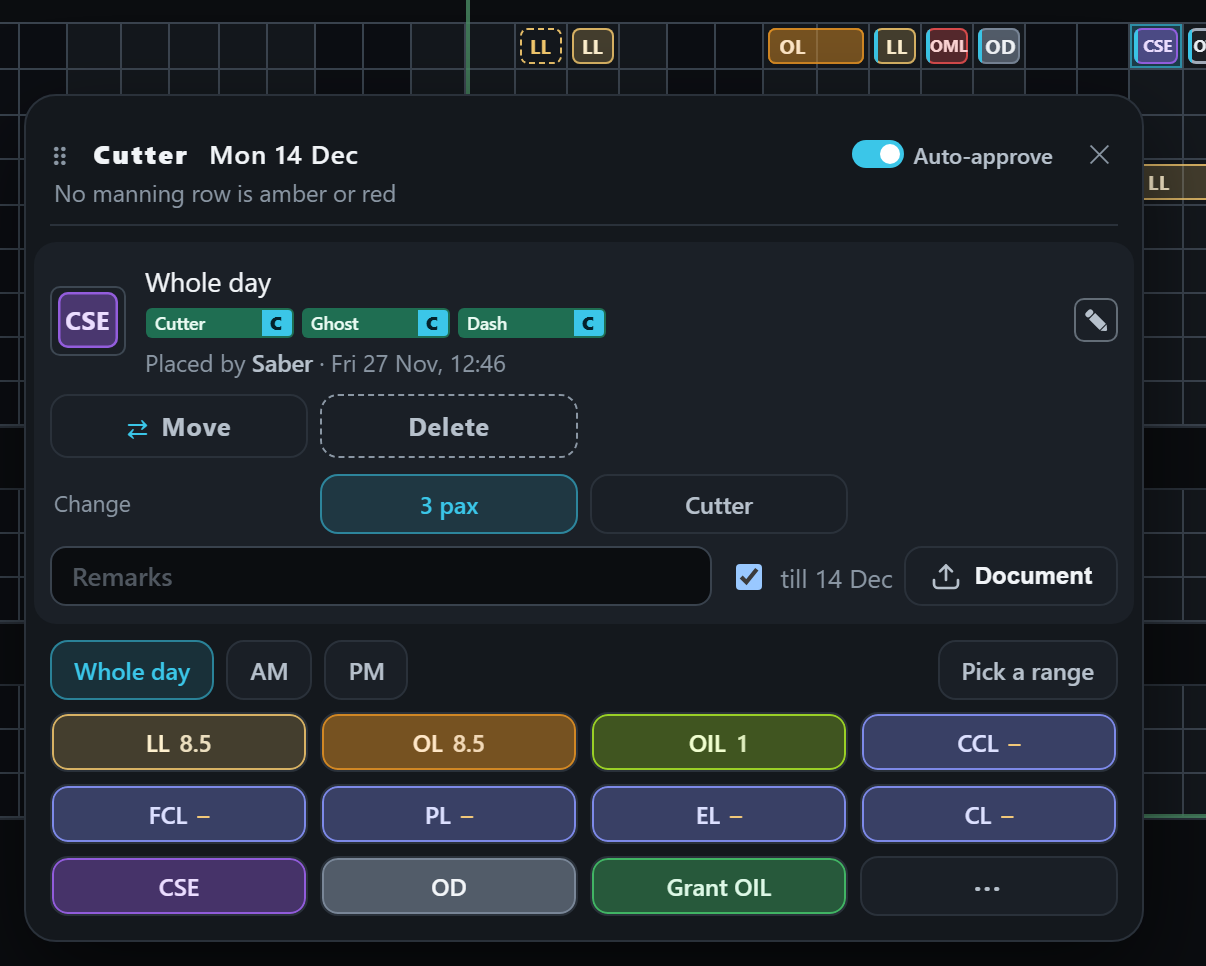 LL LL OL LL OML OD CSE
Cutter Mon 14 Dec Auto-approve
No manning row is amber or red
LL
Whole day
CSE
Cutter C Ghost C Dash C
Placed by Saber · Fri 27 Nov, 12:46
Move Delete
Change 3 pax Cutter
Remarks till 14 Dec Document
Whole day AM PM Pick a range
LL 8.5 OL 8.5 OIL 1 CCL –
FCL – PL – EL – CL –
CSE OD Grant OIL ...